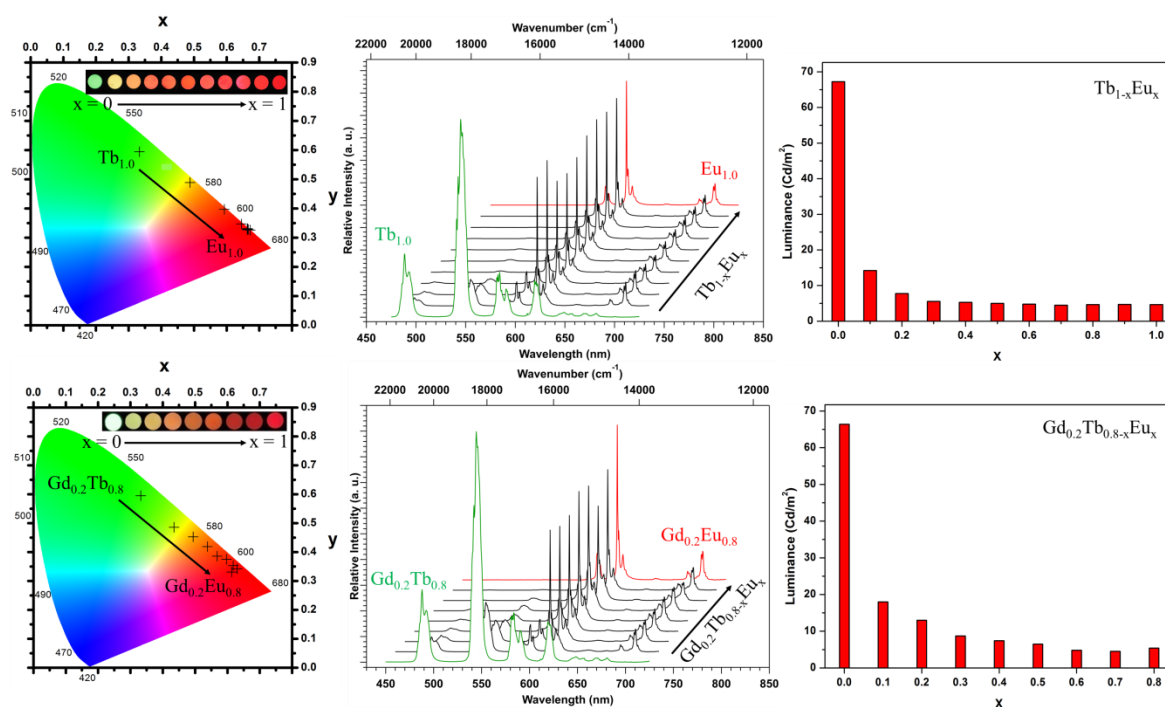 x
0.0 0.1 0.2 0.3 0.4 0.5 0.6 0.7
0.9
0.8
0.7
0.6
0.5
0.4
0.3
0.2
0.1
0.0
y
520
510
500
490
470
420
550
580
600
680
x = 0
x = 1
Tb1.0
Eu1.0
Wavenumber (cm-1)
22000 20000 18000 16000 14000 12000
Relative Intensity (a. u.)
Tb1.0
Eu1.0
Tb1-xEux
450 500 550 600 650 700 750 800 850
Wavelength (nm)
Tb1-xEux
Luminance (Cd/m2)
70
60
50
40
30
20
10
0
0.0 0.2 0.4 0.6 0.8 1.0
X
x
0.0 0.1 0.2 0.3 0.4 0.5 0.6 0.7
0.9
0.8
0.7
0.6
0.5
0.4
0.3
0.2
0.1
0.0
y
520
510
500
490
470
420
550
580
600
680
x = 0
x = 1
Gd0.2Tb0.8
Gd0.2Eu0.8
Wavenumber (cm-1)
22000 20000 18000 16000 14000 12000
Relative Intensity (a. u.)
Gd0.2Tb0.8
Gd0.2Eu0.8
Gd0.2Tb0.8-xEux
400 450 500 550 600 650 700 750 800 850
Wavelength (nm)
Gd0.2Tb0.8-xEux
Luminance (Cd/m2)
70
60
50
40
30
20
10
0
0.0 0.1 0.2 0.3 0.4 0.5 0.6 0.7 0.8
X